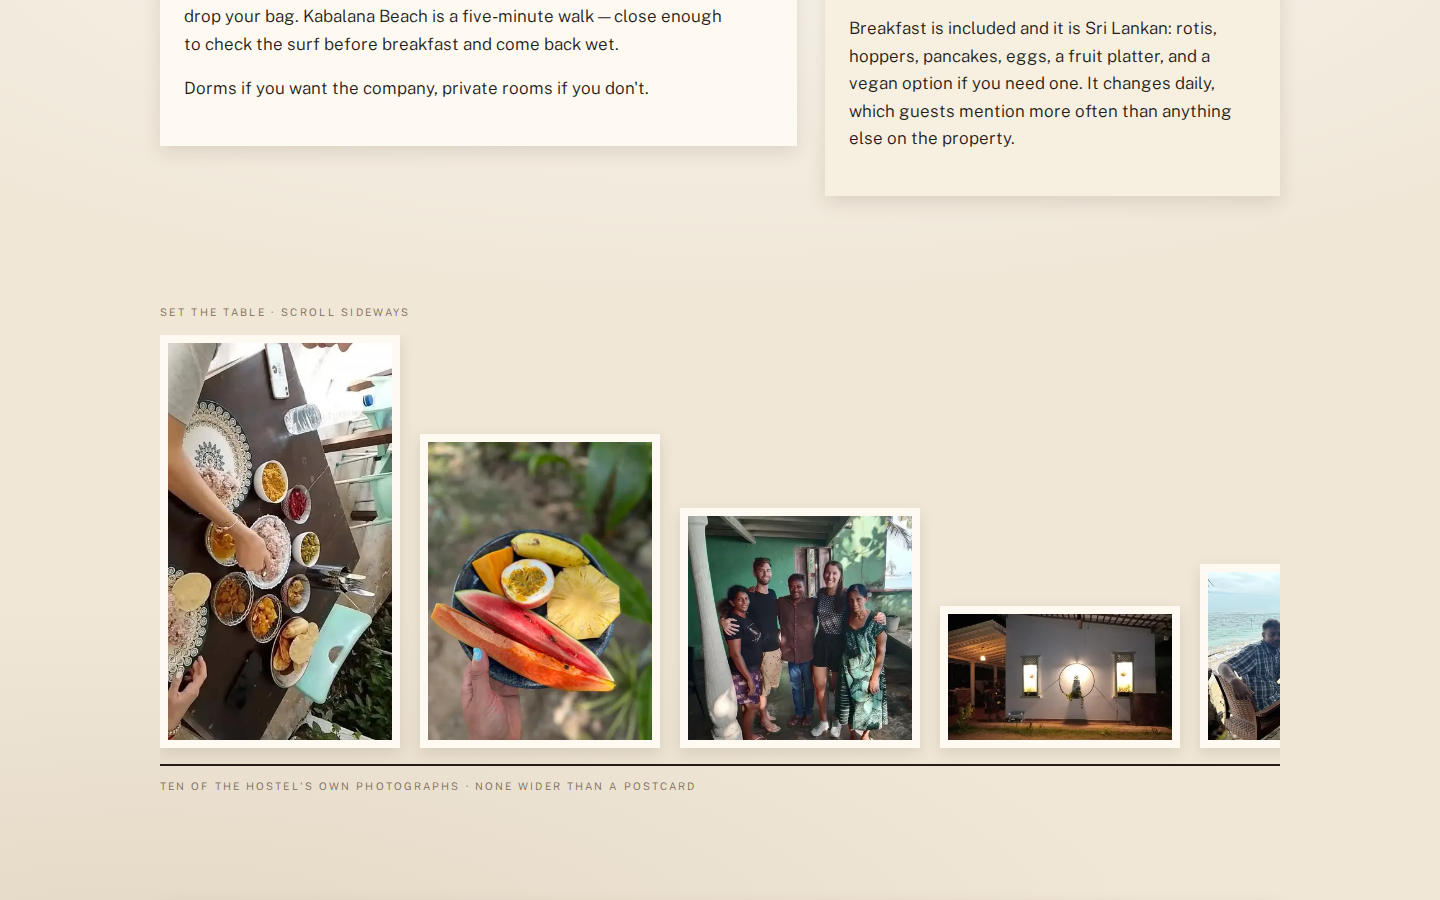 drop your bag. Kabalana Beach is a five-minute walk — close enough
to check the surf before breakfast and come back wet.
Dorms if you want the company, private rooms if you don't.
Breakfast is included and it is Sri Lankan: rotis,
hoppers, pancakes, eggs, a fruit platter, and a
vegan option if you need one. It changes daily,
which guests mention more often than anything
else on the property.
SET THE TABLE · SCROLL SIDEWAYS
TEN OF THE HOSTEL'S OWN PHOTOGRAPHS · NONE WIDER THAN A POSTCARD